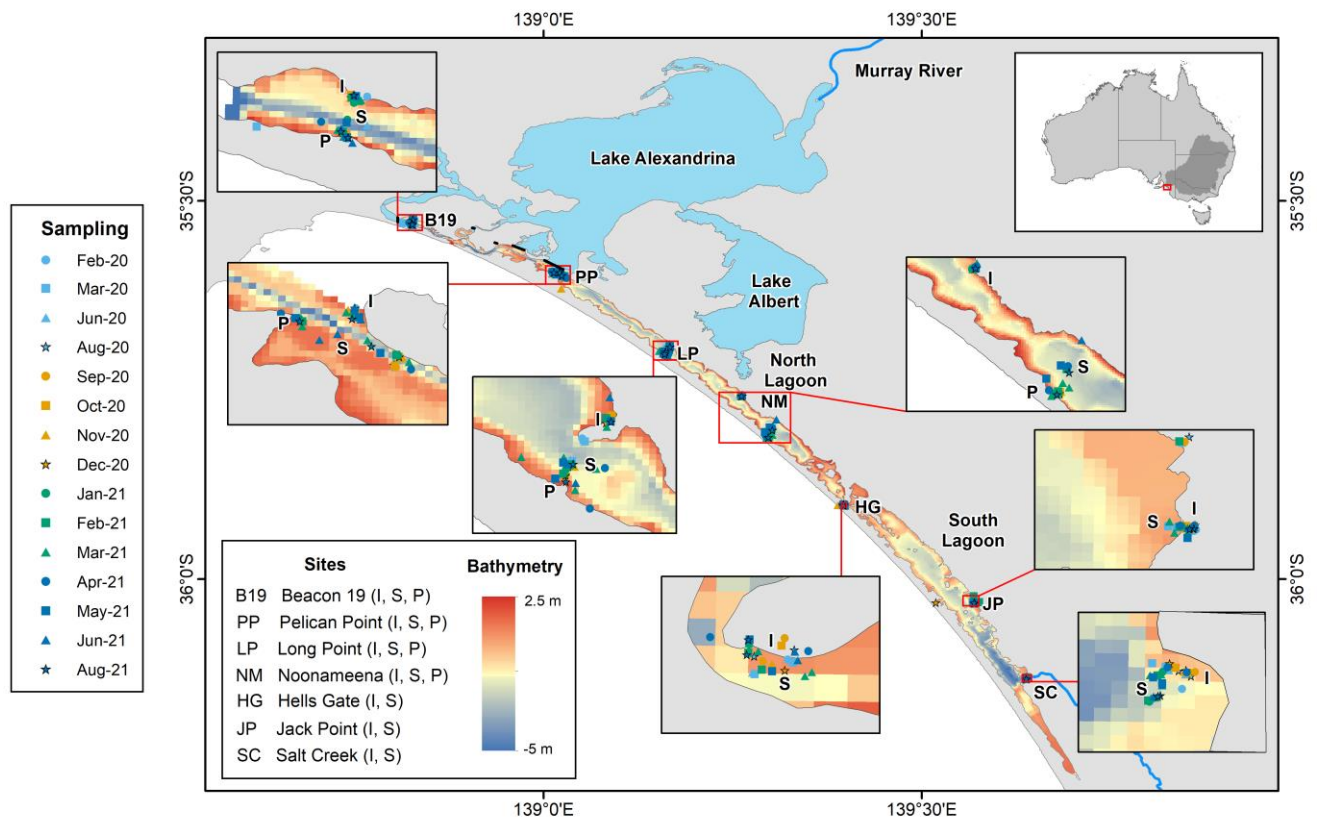 139°0'E
139°30'E
Murray River
Lake Alexandrina
35°30'S
35°30'S
I
S
P
Sampling
Feb-20
Mar-20
Jun-20
Aug-20
Sep-20
Oct-20
Nov-20
Dec-20
Jan-21
Feb-21
Mar-21
Apr-21
May-21
Jun-21
Aug-21
B19
PP
Lake
Albert
I
P
S
I
S
P
LP
North
Lagoon
NM
I
S
P
I
S
P
HG
South
Lagoon
S
I
36°0'S
36°0'S
JP
Sites
Bathymetry
B19 Beacon 19 (I, S, P)
PP Pelican Point (I, S, P)
LP Long Point (I, S, P)
NM Noonameena (I, S, P)
HG Hells Gate (I, S)
JP Jack Point (I, S)
SC Salt Creek (I, S)
2.5 m
-5 m
I
S
SC
S
I
139°0'E
139°30'E